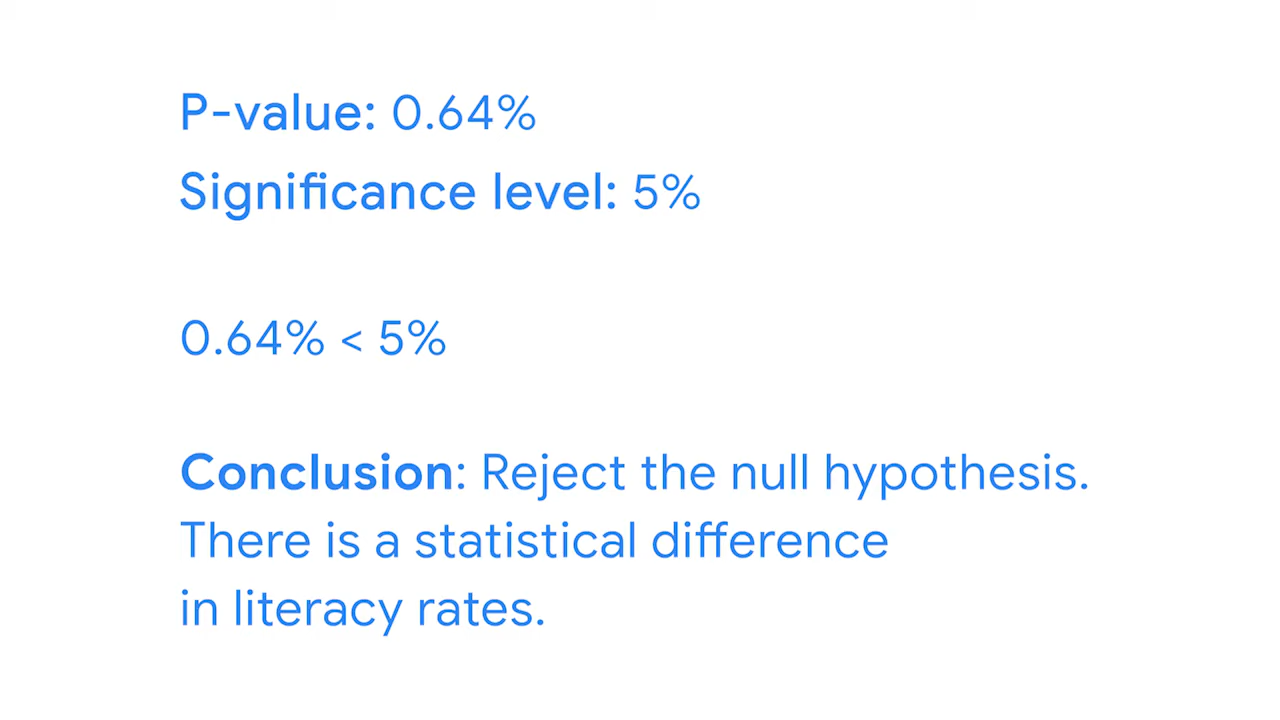 P-value: 0.64%
Significance level: 5%
0.64% < 5%
Conclusion: Reject the null hypothesis.
There is a statistical difference
in literacy rates.